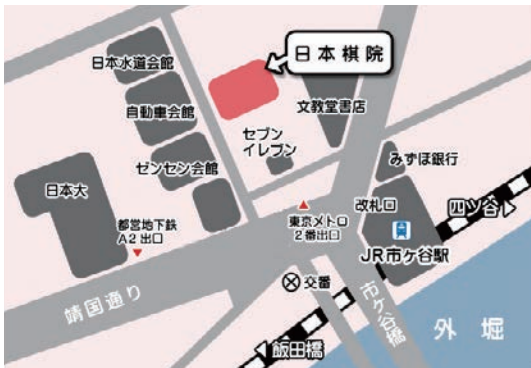 日本棋院
日本水道会館
自動車会館
文教堂書店
セブン
イレブン
ゼンセン会館
みずほ銀行
日本大
改札口
四ツ谷
都営地下鉄
A2出口
東京メトロ
2番出口
JR市ヶ谷駅
交番
靖国通り
市ケ谷橋
外堀
飯田橋